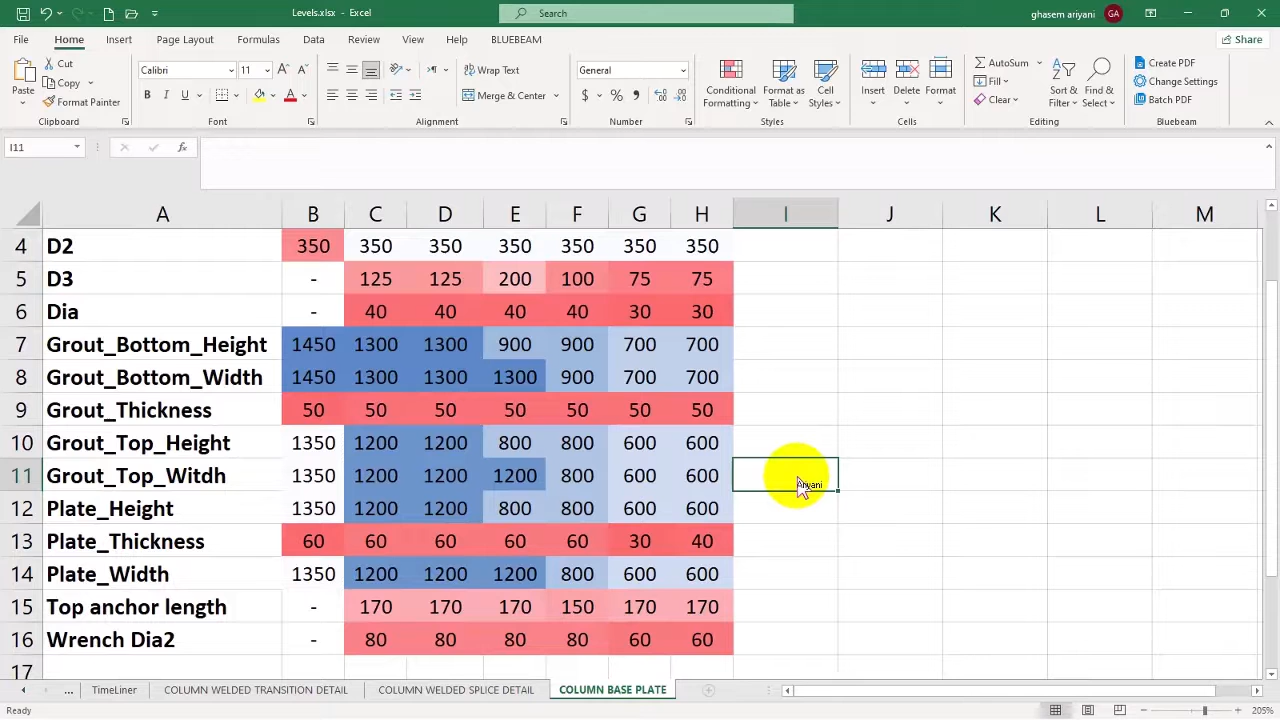 Levels.xlsx - Excel
Search
ghasem ariyani GA
File Home Insert Page Layout Formulas Data Review View Help BLUEBEAM Share
Paste
Cut
Copy
Format Painter
Clipboard
Calibri 11
B I U
Font
Wrap Text
Merge & Center
Alignment
General
$ % 
Number
Conditional Formatting
Format as Table
Cell Styles
Styles
Insert Delete Format
Cells
AutoSum
Fill
Clear
Sort & Filter
Find & Select
Editing
Create PDF
Change Settings
Batch PDF
Bluebeam
I11 fx
A B C D E F G H I J K L M
4 D2 350 350 350 350 350 350 350
5 D3 - 125 125 200 100 75 75
6 Dia - 40 40 40 40 30 30
7 Grout_Bottom_Height 1450 1300 1300 900 900 700 700
8 Grout_Bottom_Width 1450 1300 1300 1300 900 700 700
9 Grout_Thickness 50 50 50 50 50 50 50
10 Grout_Top_Height 1350 1200 1200 800 800 600 600
11 Grout_Top_Witdh 1350 1200 1200 1200 800 600 600
Aryani
12 Plate_Height 1350 1200 1200 800 800 600 600
13 Plate_Thickness 60 60 60 60 60 30 40
14 Plate_Width 1350 1200 1200 1200 800 600 600
15 Top anchor length - 170 170 170 150 170 170
16 Wrench Dia2 - 80 80 80 80 60 60
17
... TimeLiner COLUMN WELDED TRANSITION DETAIL COLUMN WELDED SPLICE DETAIL COLUMN BASE PLATE
Ready 205%